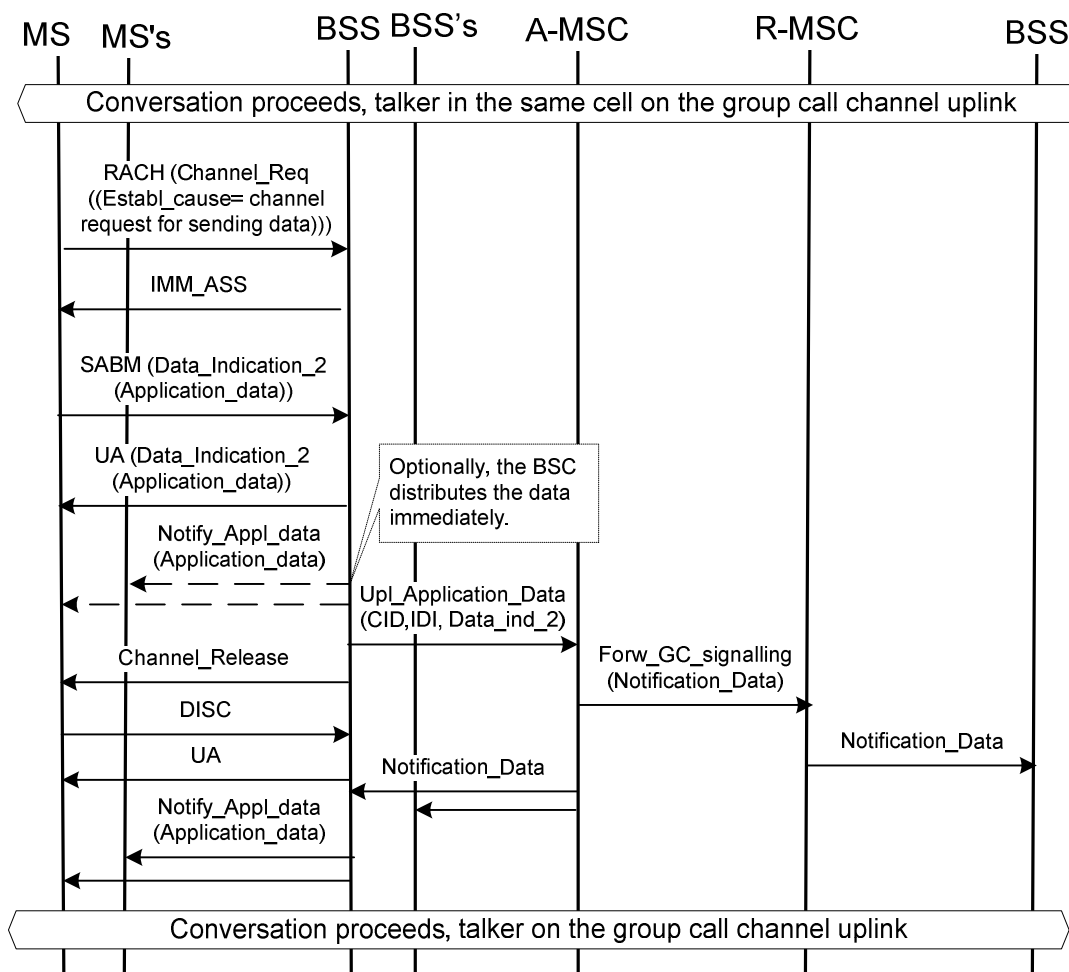 MS MS's BSS BSS's A-MSC R-MSC BSS
Conversation proceeds, talker in the same cell on the group call channel uplink
RACH (Channel_Req
((Establ_cause= channel
request for sending data)))
IMM_ASS
SABM (Data_Indication_2
(Application_data))
UA (Data_Indication_2
(Application_data))
Optionally, the BSC
distributes the data
immediately.
Notify_Appl_data
(Application_data)
Upl_Application_Data
(CID,IDI, Data_ind_2)
Channel_Release
Forw_GC_signalling
(Notification_Data)
DISC
Notification_Data
UA
Notification_Data
Notify_Appl_data
(Application_data)
Conversation proceeds, talker on the group call channel uplink